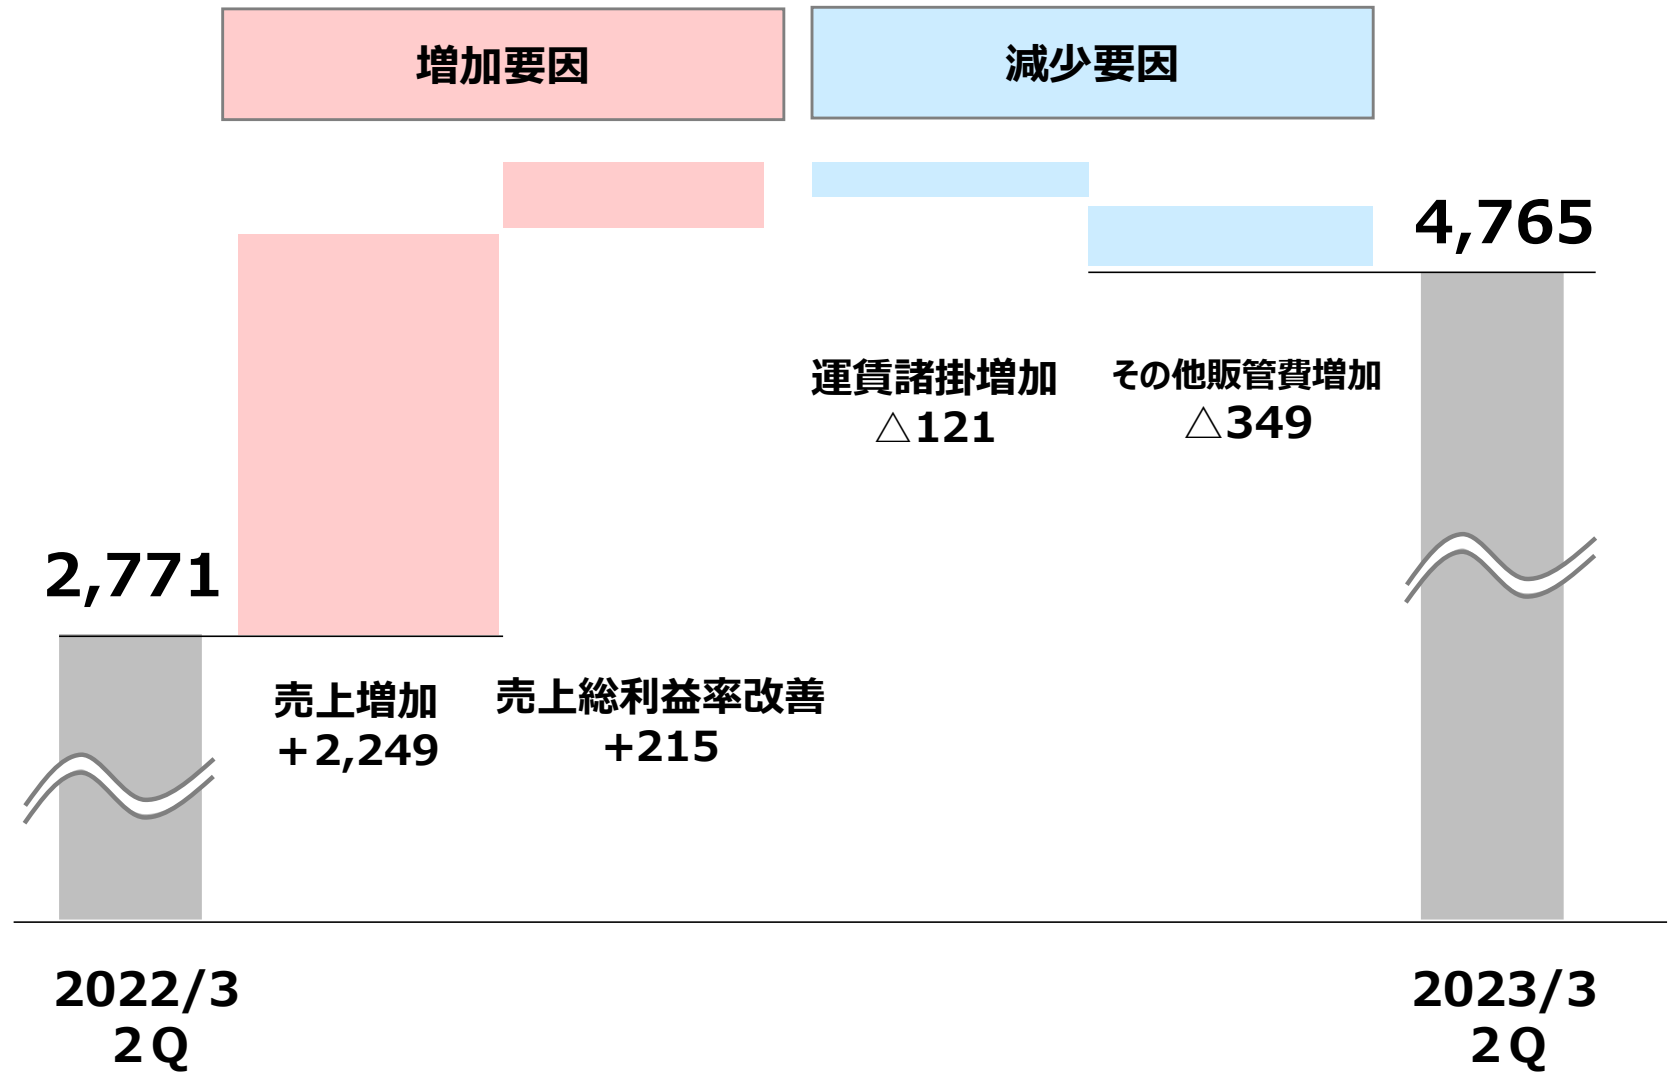 増加要因
減少要因
4,765
運賃諸掛増加
△121
その他販管費増加
△349
2,771
売上増加
+2,249
売上総利益率改善
+215
2022/3
２Q
2023/3
２Q